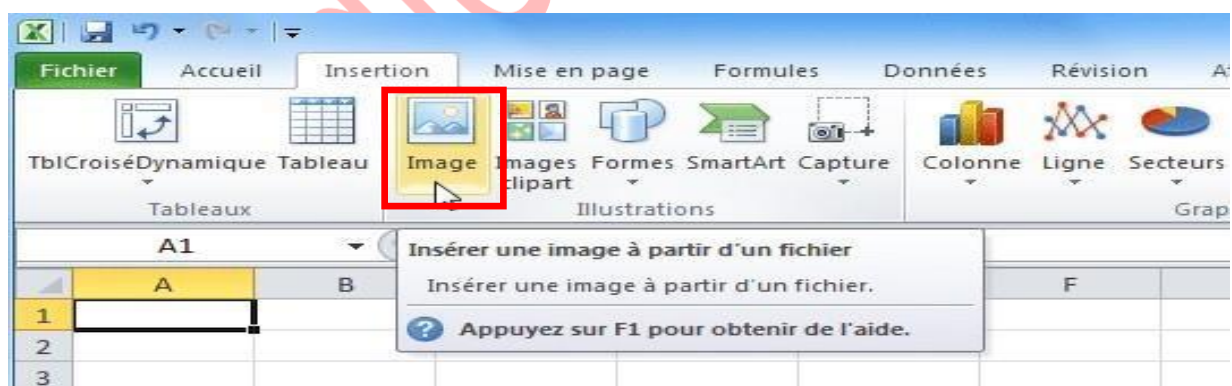 Fichier Accueil Insertion Mise en page Formules Données Révision
TblCroiséDynamique Tableau Image Images clipart Formes SmartArt Capture Colonne Ligne Secteurs
Tableaux Illustrations
A1
Insérer une image à partir d'un fichier
A B F
Insérer une image à partir d'un fichier.
1
Appuyez sur F1 pour obtenir de l'aide.
2
3